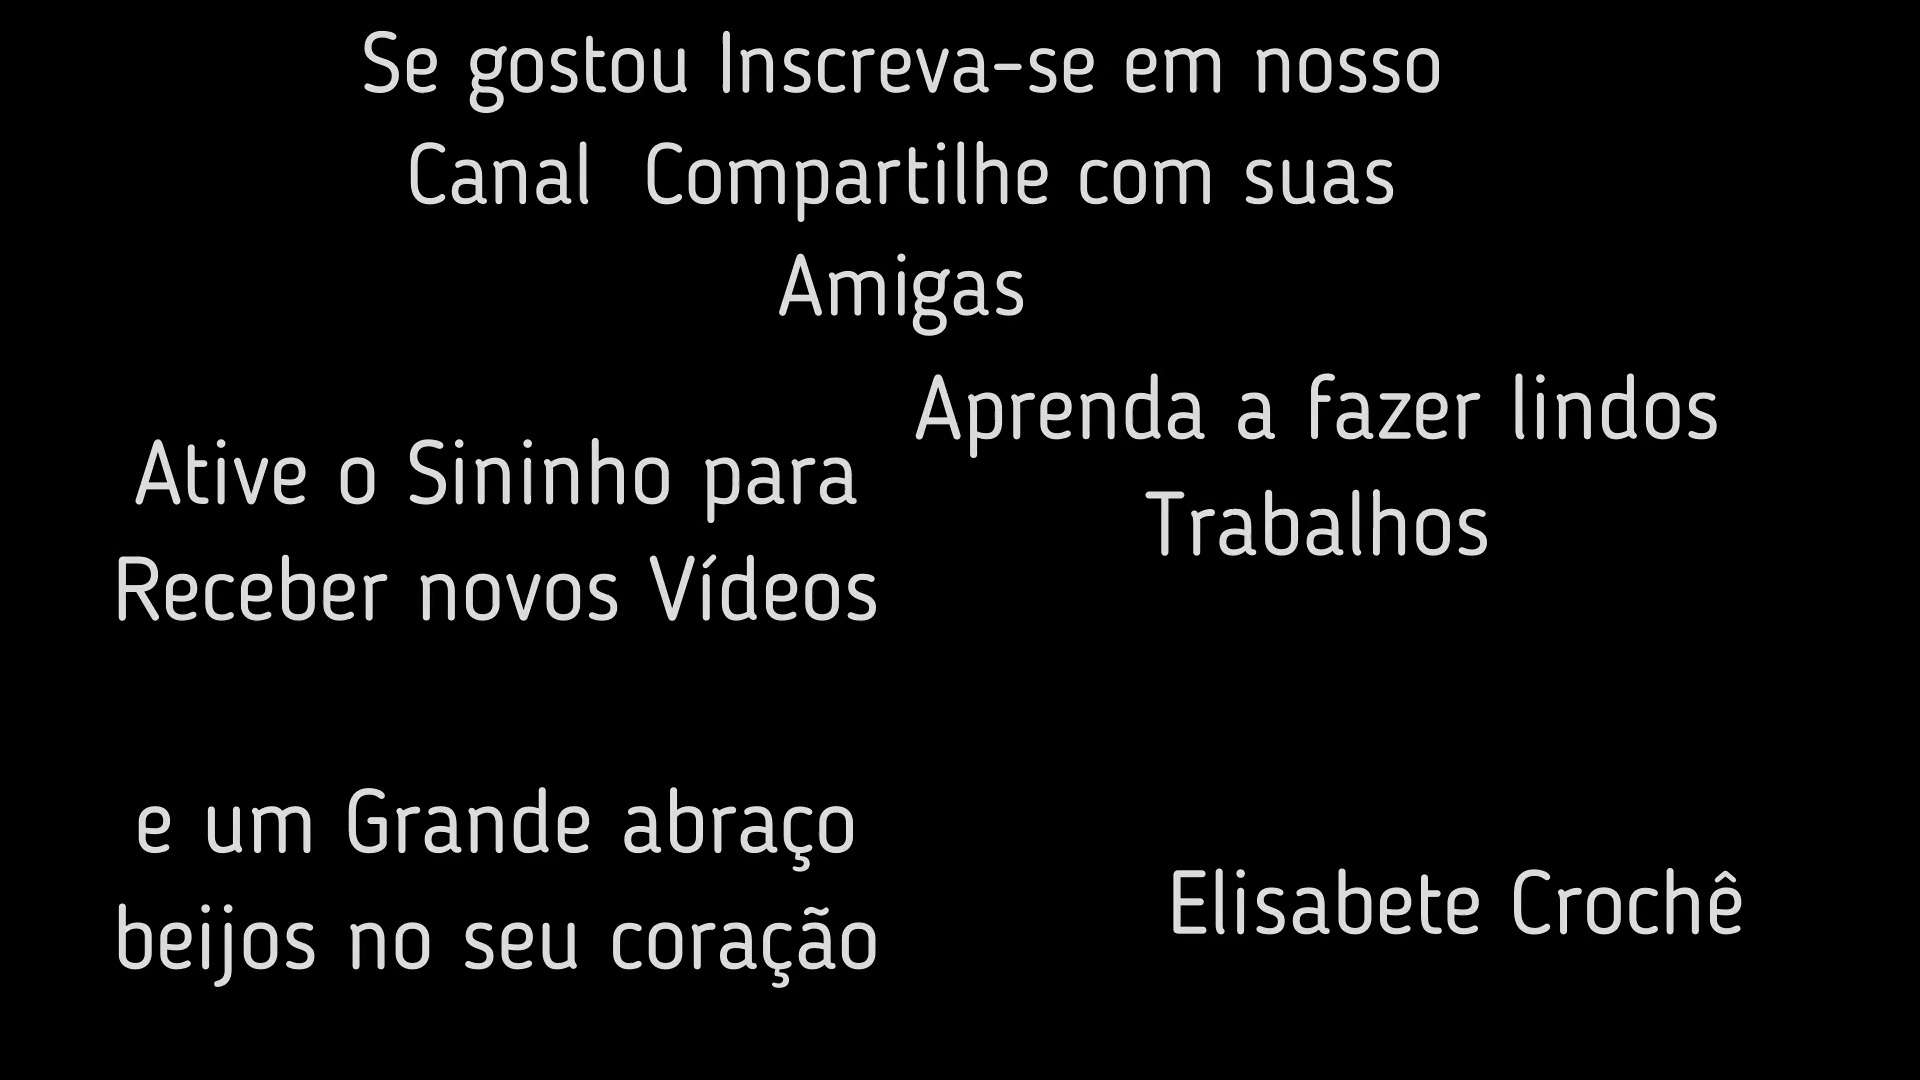 Se gostou Inscreva-se em nosso
Canal  Compartilhe com suas
Amigas
Aprenda a fazer lindos
Trabalhos
Ative o Sininho para
Receber novos Vídeos
e um Grande abraço
beijos no seu coração
Elisabete Crochê